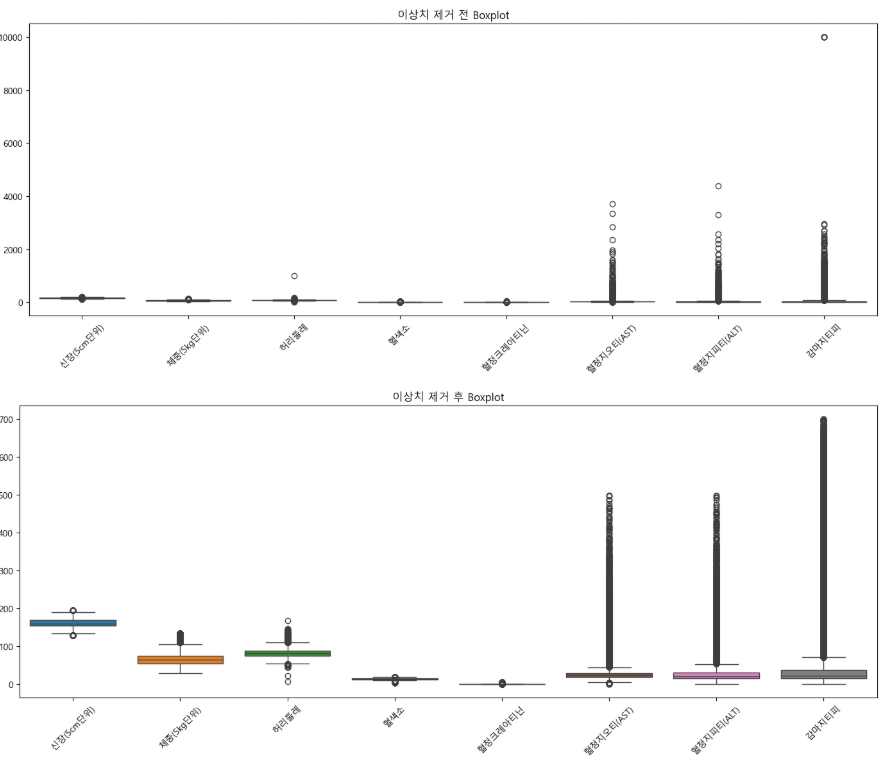 이상치 제거 전 Boxplot
10000
8000
6000
4000
2000
0
신장(5cm단위)
체중(5kg단위)
허리둘레
혈색소
혈청크레아티닌
혈청지오티(AST)
혈청지피티(ALT)
감마지티피
이상치 제거 후 Boxplot
700
600
500
400
300
200
100
0
신장(5cm단위)
체중(5kg단위)
허리둘레
혈색소
혈청크레아티닌
혈청지오티(AST)
혈청지피티(ALT)
감마지티피